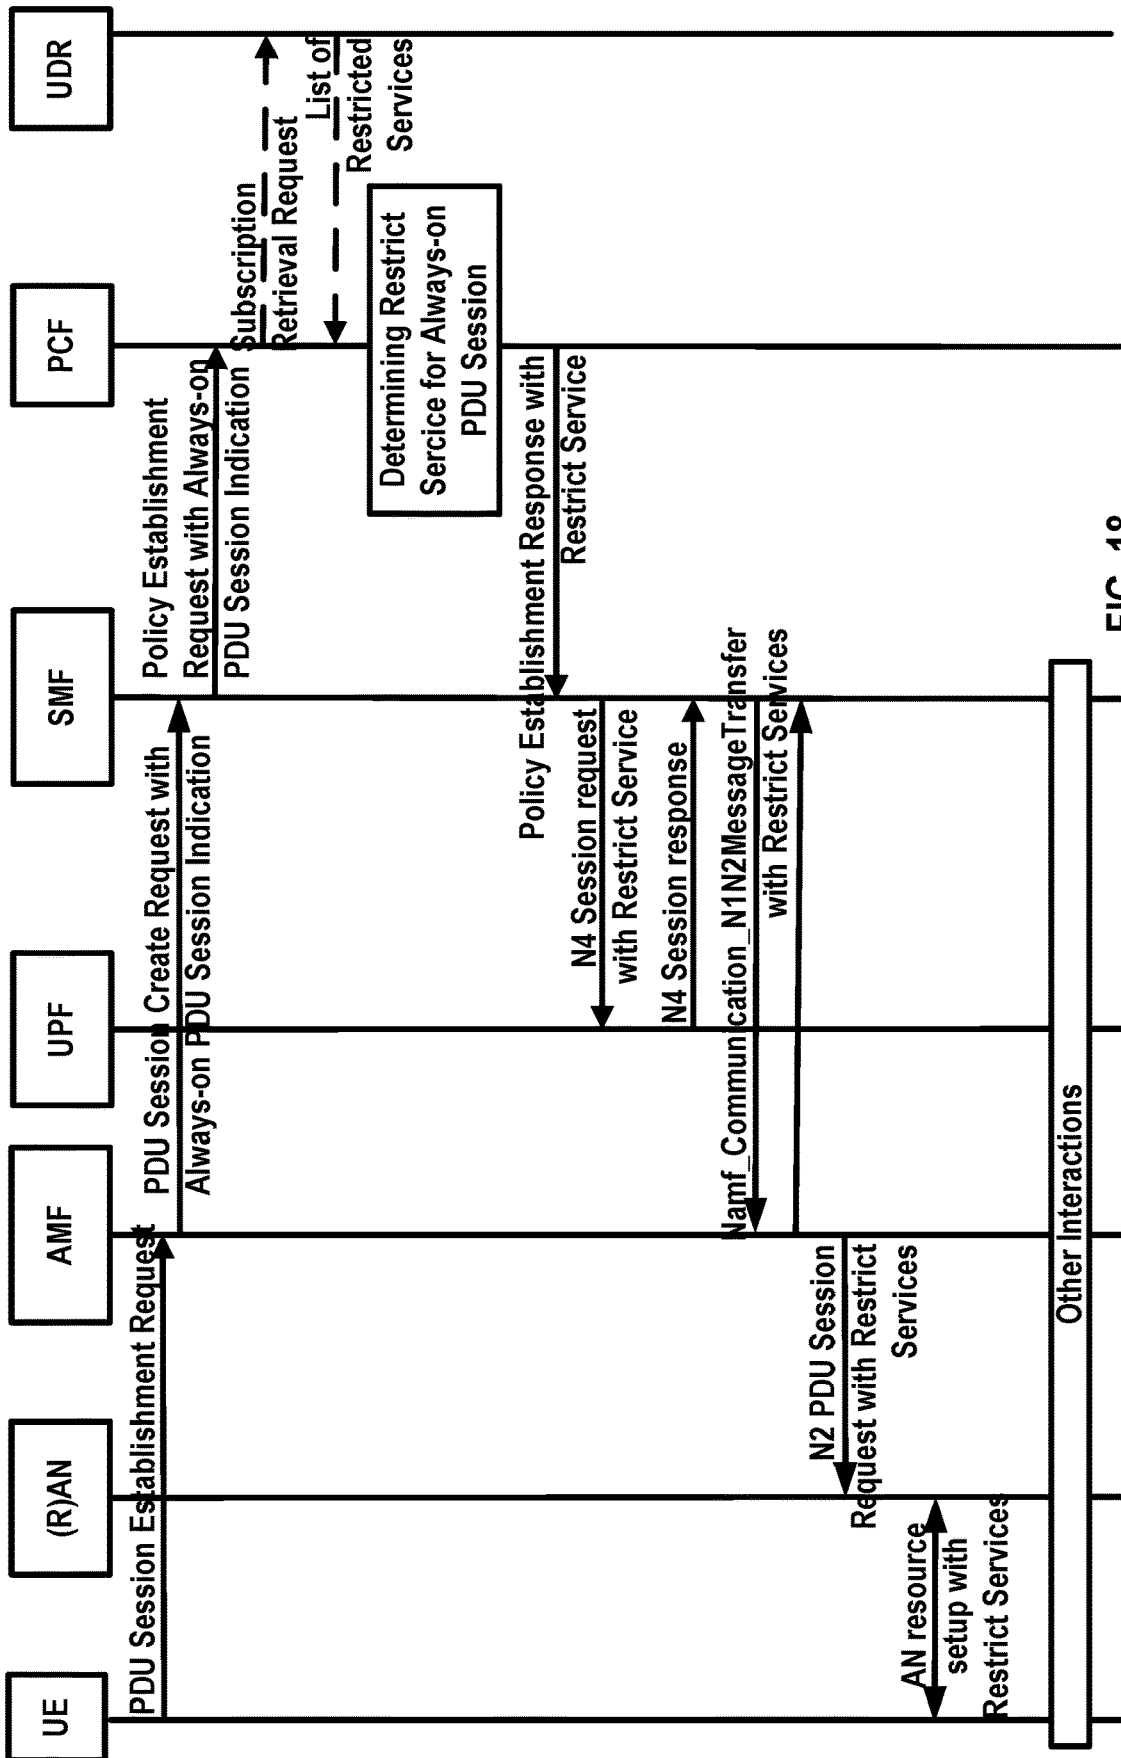 UE
(R)AN
AMF
UPF
SMF
PCF
UDR
PDU Session Establishment Request
PDU Session Create Request with
Always-on PDU Session Indication
Policy Establishment
Request with Always-on
PDU Session Indication
Subscription
Retrieval Request
List of
Restricted
Services
Determining Restrict
Sercice for Always-on
PDU Session
Policy Establishment Response with
Restrict Service
N4 Session request
with Restrict Service
N4 Session response
Namf_Communication_N1N2MessageTransfer
with Restrict Services
N2 PDU Session
Request with Restrict
Services
AN resource
setup with
Restrict Services
Other Interactions
FIG. 18